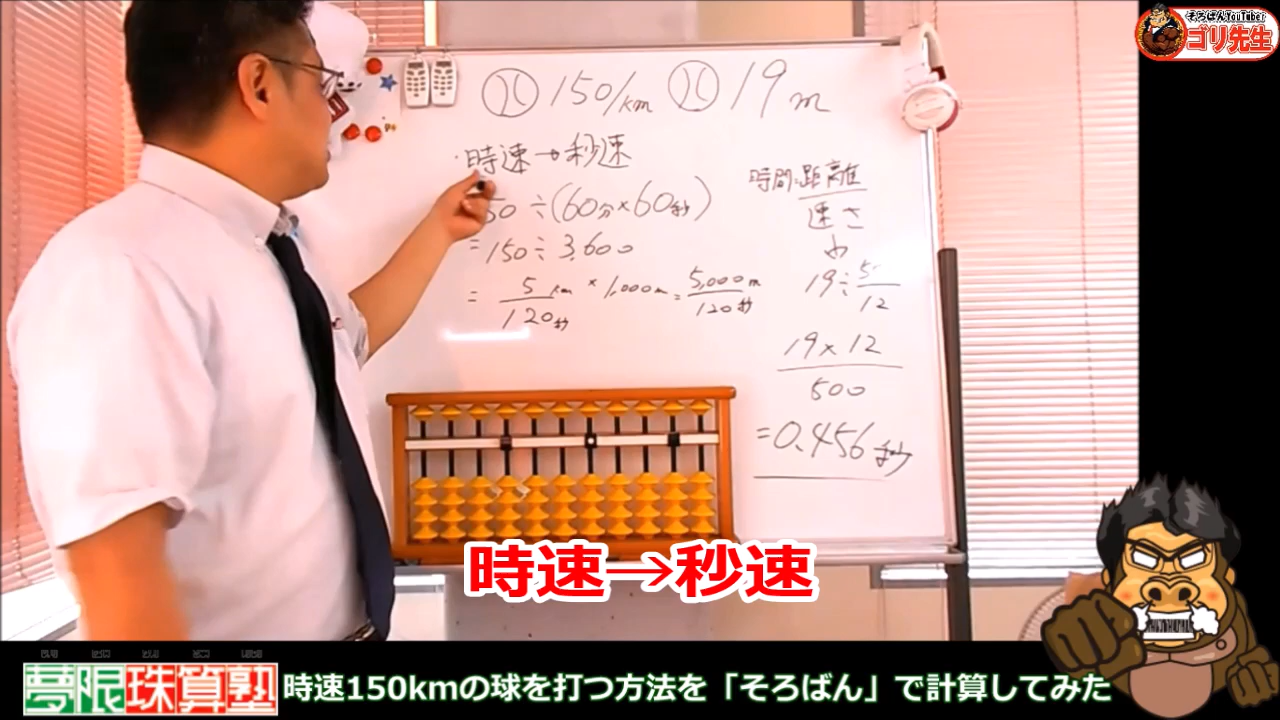 そろばんYouTuber
ゴリ先生
150/km 19m
・時速→秒速
150÷(60分×60秒)
=150÷3,600
=5km/120秒×1,000m=5,000m/120秒
時間=距離/速さ
19÷5/12
19×12/500
=0.456秒
時速→秒速
夢限珠算塾
時速150kmの球を打つ方法を「そろばん」で計算してみた